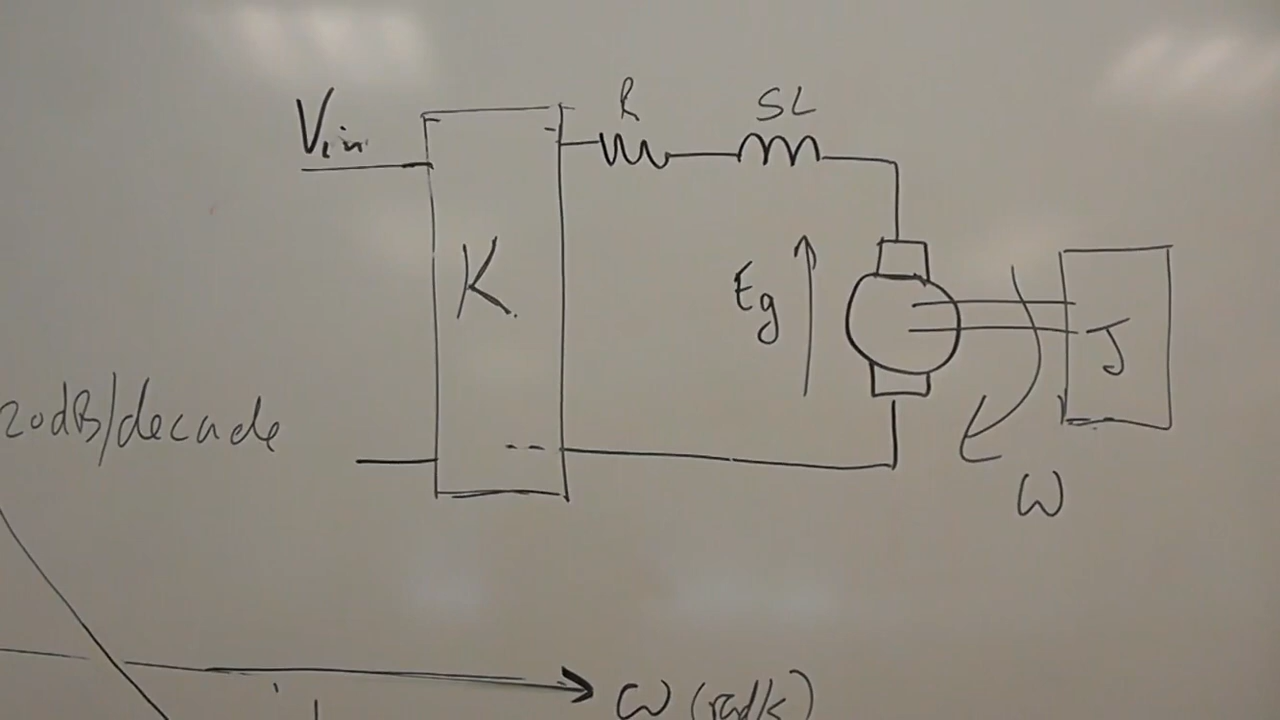 R SL
Vin
K
Eg
J
20dB/decade
ω
ω (rad/s)